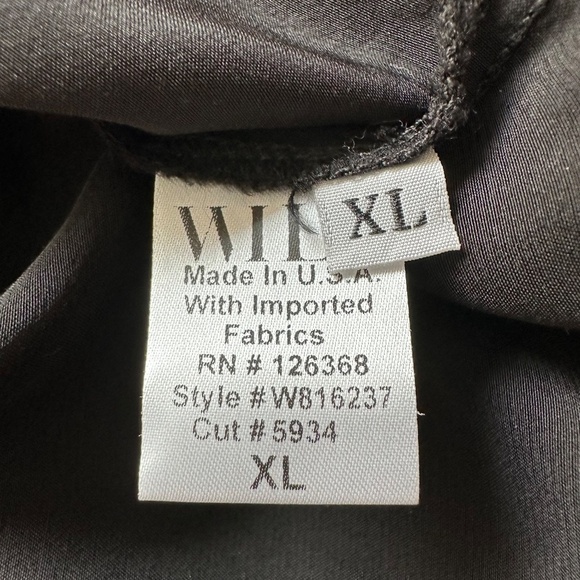 XL
Made In U.S.A.
With Imported
Fabrics
RN # 126368
Style #W816237
Cut #5934
XL